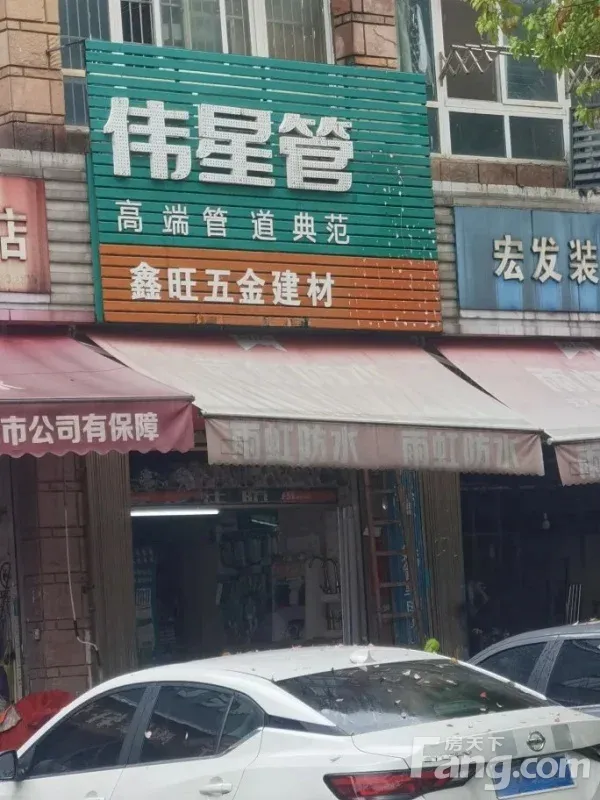 伟星管
高端管道典范
鑫旺五金建材
店
宏发装
市公司有保障
雨虹防水 雨虹防水
房天下
Fang.com